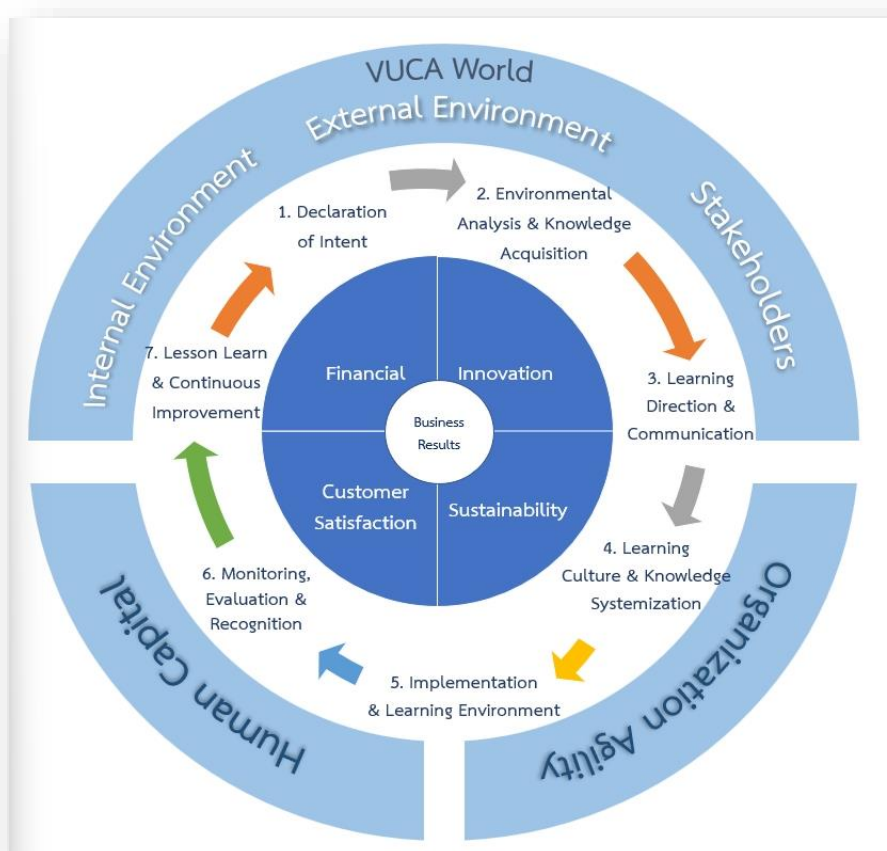 VUCA World
External Environment
Internal Environment
Stakeholders
1. Declaration
of Intent
2. Environmental
Analysis & Knowledge
Acquisition
3. Learning
Direction &
Communication
4. Learning
Culture & Knowledge
Systemization
5. Implementation
& Learning Environment
6. Monitoring,
Evaluation &
Recognition
7. Lesson Learn
& Continuous
Improvement
Financial
Innovation
Business
Results
Customer
Satisfaction
Sustainability
Human Capital
Organization Agility